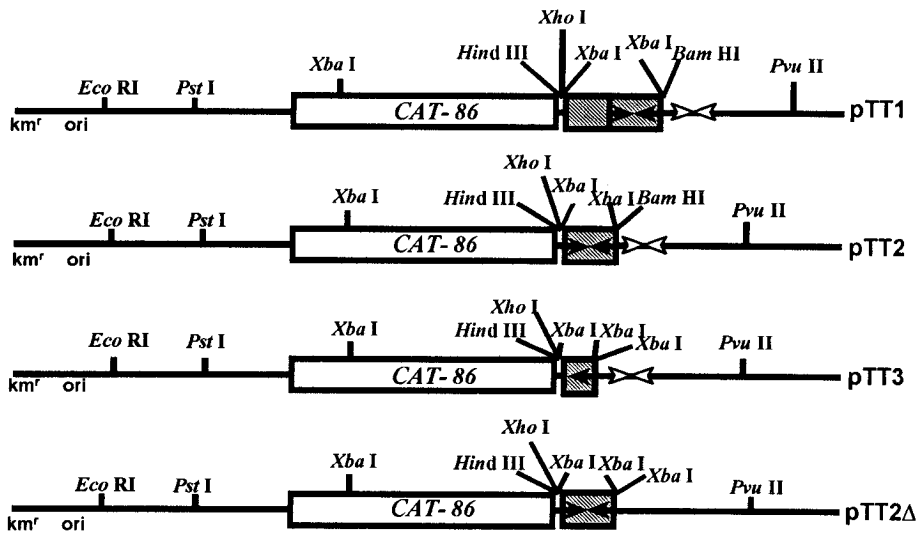 Xho I
Hind III Xba I Xba I Bam HI
Xba I
Eco RI Pst I Pvu II
CAT-86
kmʳ ori
pTT1
Xho I
Hind III Xba I Xba I Bam HI
Xba I
Eco RI Pst I Pvu II
CAT-86
kmʳ ori
pTT2
Xho I
Hind III Xba I Xba I Xba I
Xba I
Eco RI Pst I Pvu II
CAT-86
kmʳ ori
pTT3
Xho I
Hind III Xba I Xba I Xba I
Xba I
Eco RI Pst I Pvu II
CAT-86
kmʳ ori
pTT2Δ